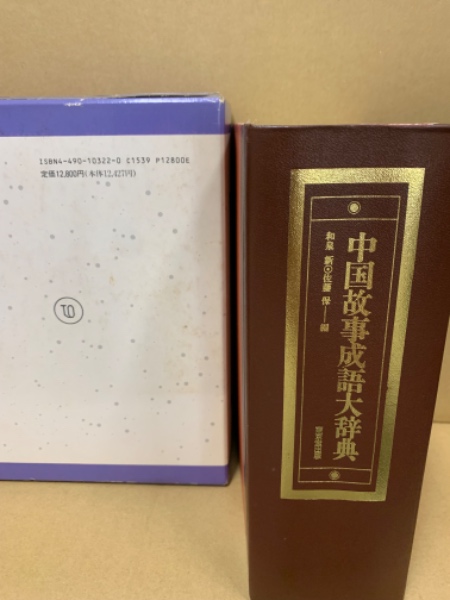 ISBN4-490-10322-0 C1539 P12800E
定価12,800円(本体12,427円)
中国故事成語大辞典
和泉 新◎佐藤 保──編
東京堂出版